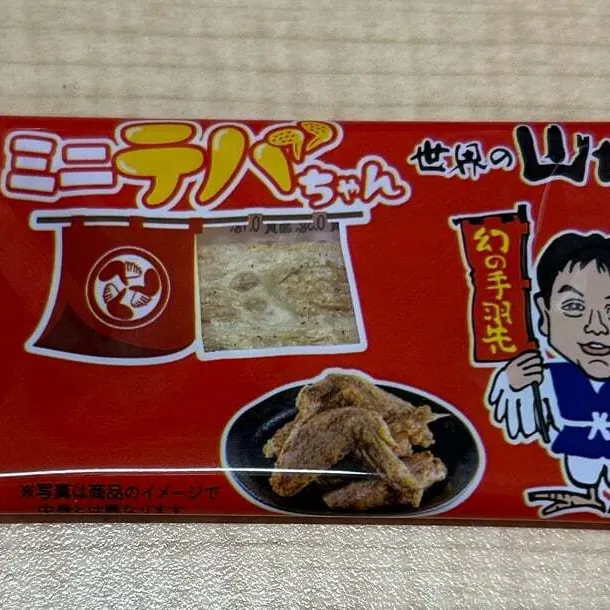 ミニテバちゃん
世界の山
幻の手羽先
※写真は商品のイメージで